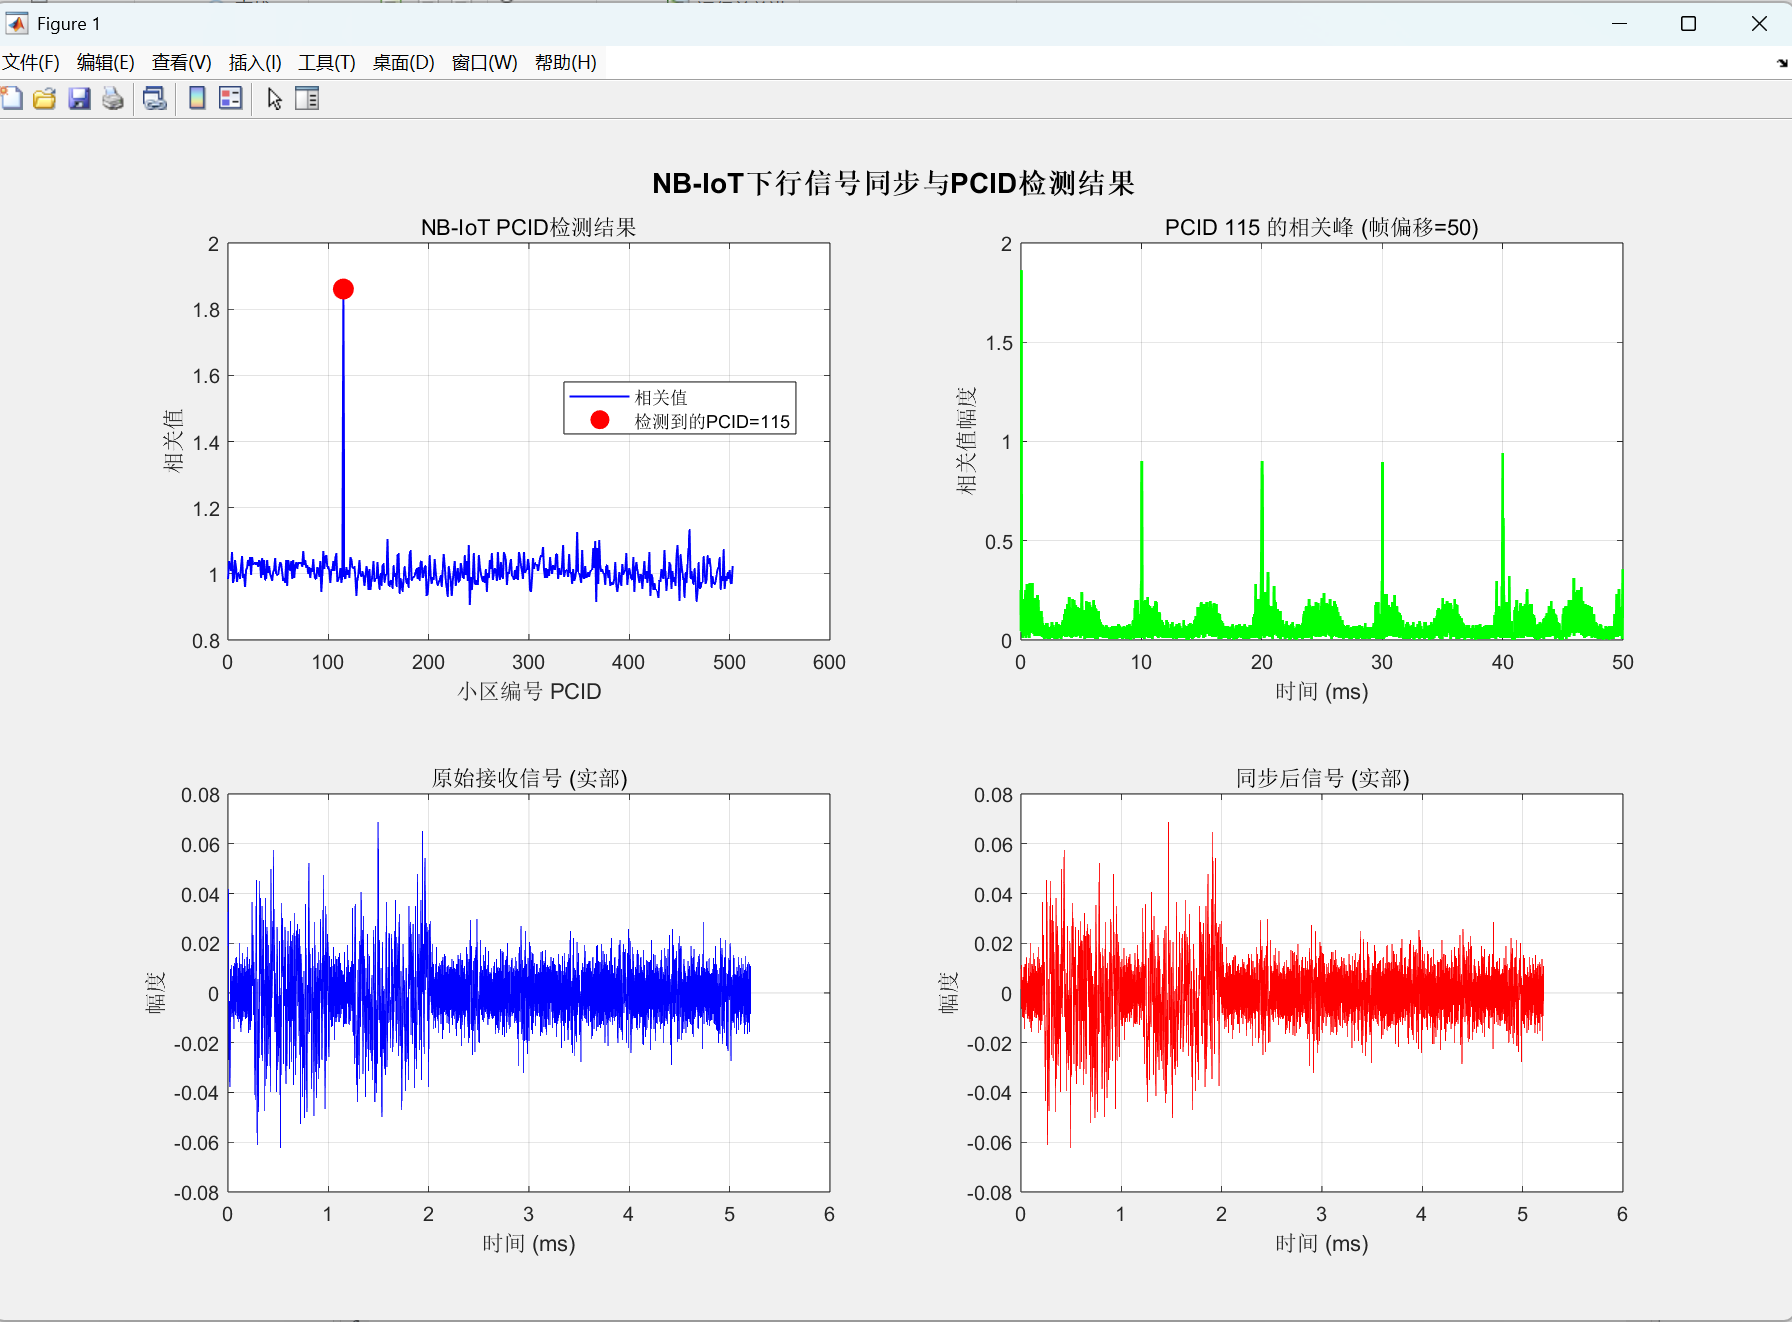 Figure 1
文件(F) 编辑(E) 查看(V) 插入(I) 工具(T) 桌面(D) 窗口(W) 帮助(H)
NB-IoT下行信号同步与PCID检测结果
NB-IoT PCID检测结果
2
1.8
1.6
1.4
1.2
1
0.8
相关值
相关值
检测到的PCID=115
0 100 200 300 400 500 600
小区编号 PCID
PCID 115 的相关峰 (帧偏移=50)
2
1.5
1
0.5
0
相关值幅度
0 10 20 30 40 50
时间 (ms)
原始接收信号 (实部)
0.08
0.06
0.04
0.02
0
-0.02
-0.04
-0.06
-0.08
幅度
0 1 2 3 4 5 6
时间 (ms)
同步后信号 (实部)
0.08
0.06
0.04
0.02
0
-0.02
-0.04
-0.06
-0.08
幅度
0 1 2 3 4 5 6
时间 (ms)